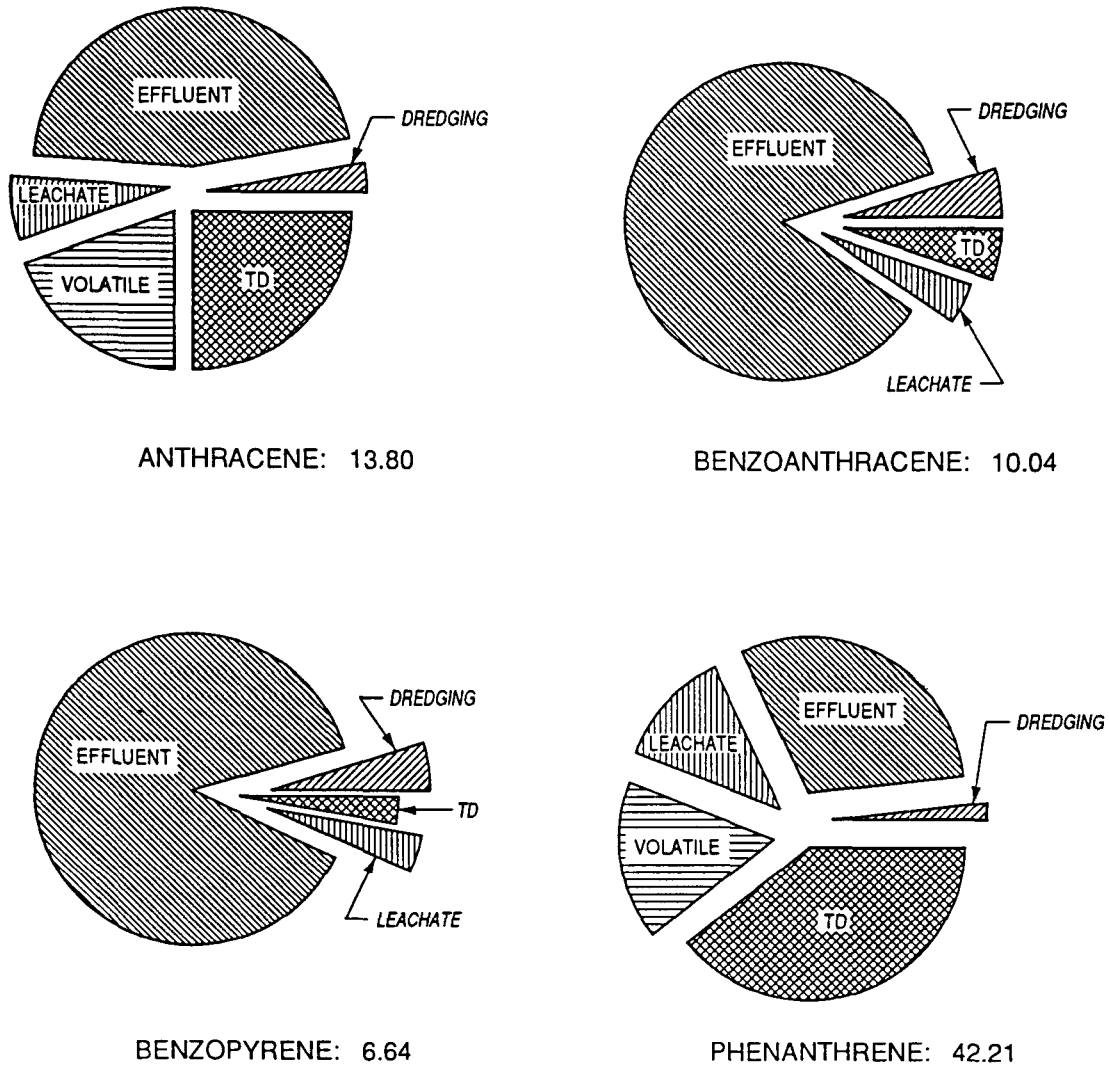 EFFLUENT
DREDGING
LEACHATE
VOLATILE
TD
ANTHRACENE: 13.80
EFFLUENT
DREDGING
TD
LEACHATE
BENZOANTHRACENE: 10.04
EFFLUENT
DREDGING
TD
LEACHATE
BENZOPYRENE: 6.64
EFFLUENT
LEACHATE
DREDGING
VOLATILE
TD
PHENANTHRENE: 42.21